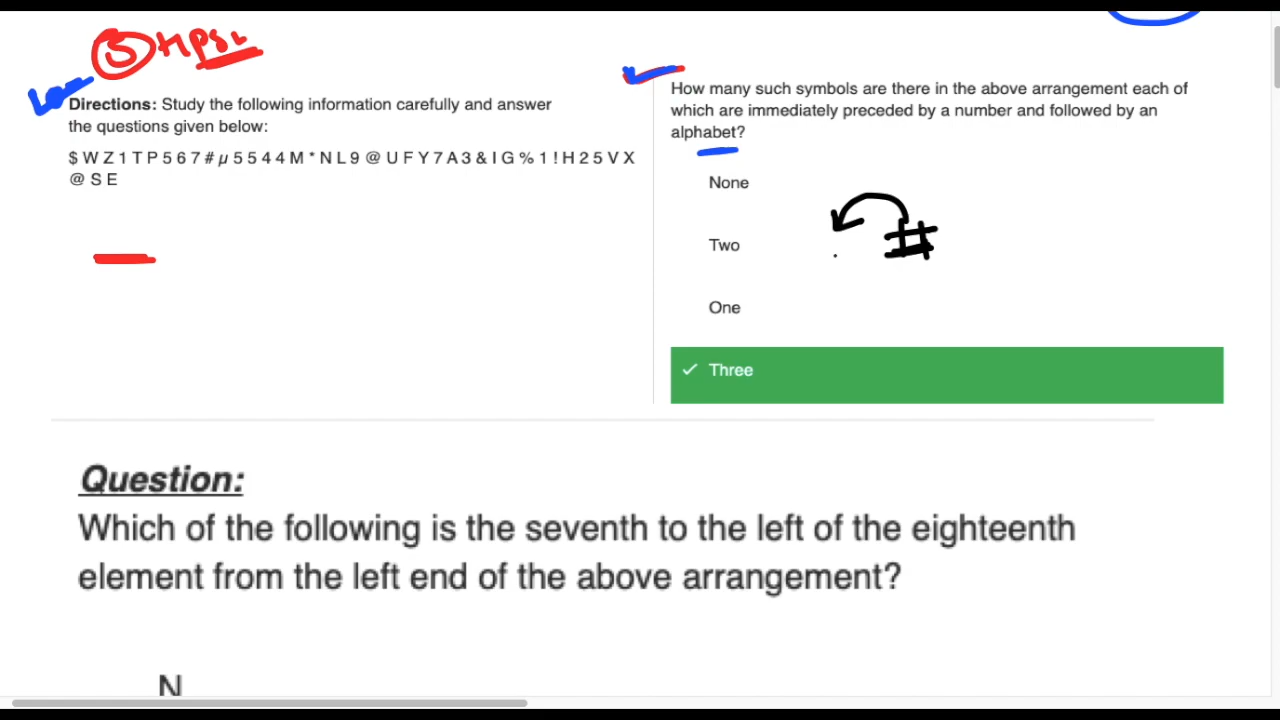 Directions: Study the following information carefully and answer
the questions given below:
$ W Z 1 T P 5 6 7 # µ 5 5 4 4 M * N L 9 @ U F Y 7 A 3 & I G % 1 ! H 2 5 V X
@ S E
How many such symbols are there in the above arrangement each of
which are immediately preceded by a number and followed by an
alphabet?
None
Two
#
One
Three
Question:
Which of the following is the seventh to the left of the eighteenth
element from the left end of the above arrangement?
N